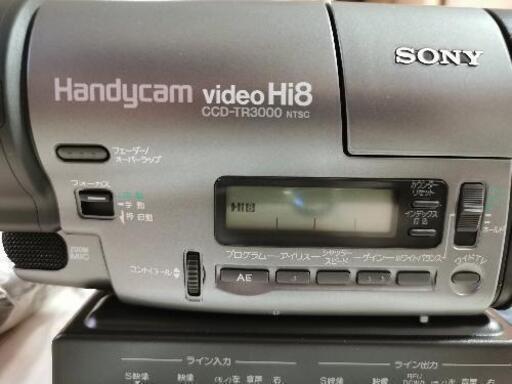 SONY
Handycam video Hi8
CCD-TR3000 NTSC
フェーダー/
オーバーラップ
フォーカス
手動
カウンター
リセット
Hi8
インデックス
ホールド
ZOOM
MIC
プログラム アイリス シャッター
スピード ゲイン ホワイトバランス
コントロール
AE
ワイドTV
ライン入力
ライン出力
S映像 映像 音声 右
S映像 映像 音声 右